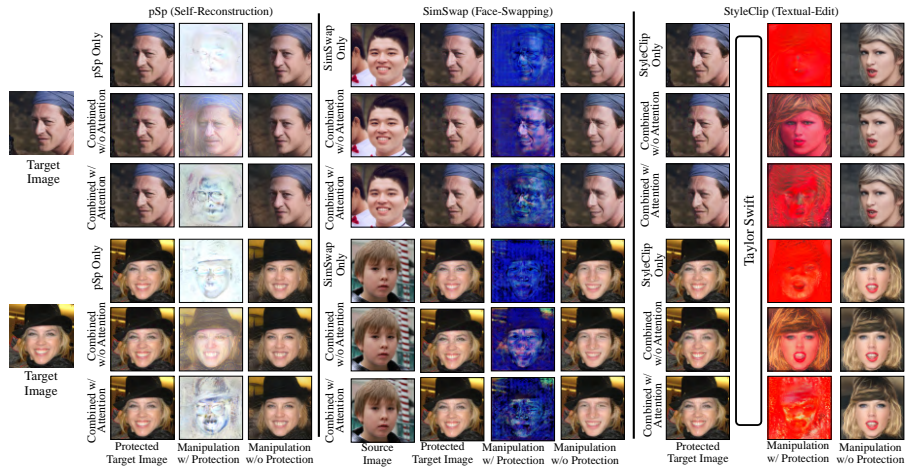 pSp (Self-Reconstruction)
SimSwap (Face-Swapping)
StyleClip (Textual-Edit)
Target
Image
Target
Image
pSp Only
Combined
w/o Attention
Combined w/
Attention
pSp Only
Combined
w/o Attention
Combined w/
Attention
Protected
Target Image
Manipulation
w/ Protection
Manipulation
w/o Protection
SimSwap
Only
Combined
w/o Attention
Combined w/
Attention
SimSwap
Only
Combined
w/o Attention
Combined w/
Attention
Source
Image
Protected
Target Image
Manipulation
w/ Protection
Manipulation
w/o Protection
StyleClip
Only
Combined
w/o Attention
Combined w/
Attention
StyleClip
Only
Combined
w/o Attention
Combined w/
Attention
Taylor Swift
Protected
Target Image
Manipulation
w/ Protection
Manipulation
w/o Protection